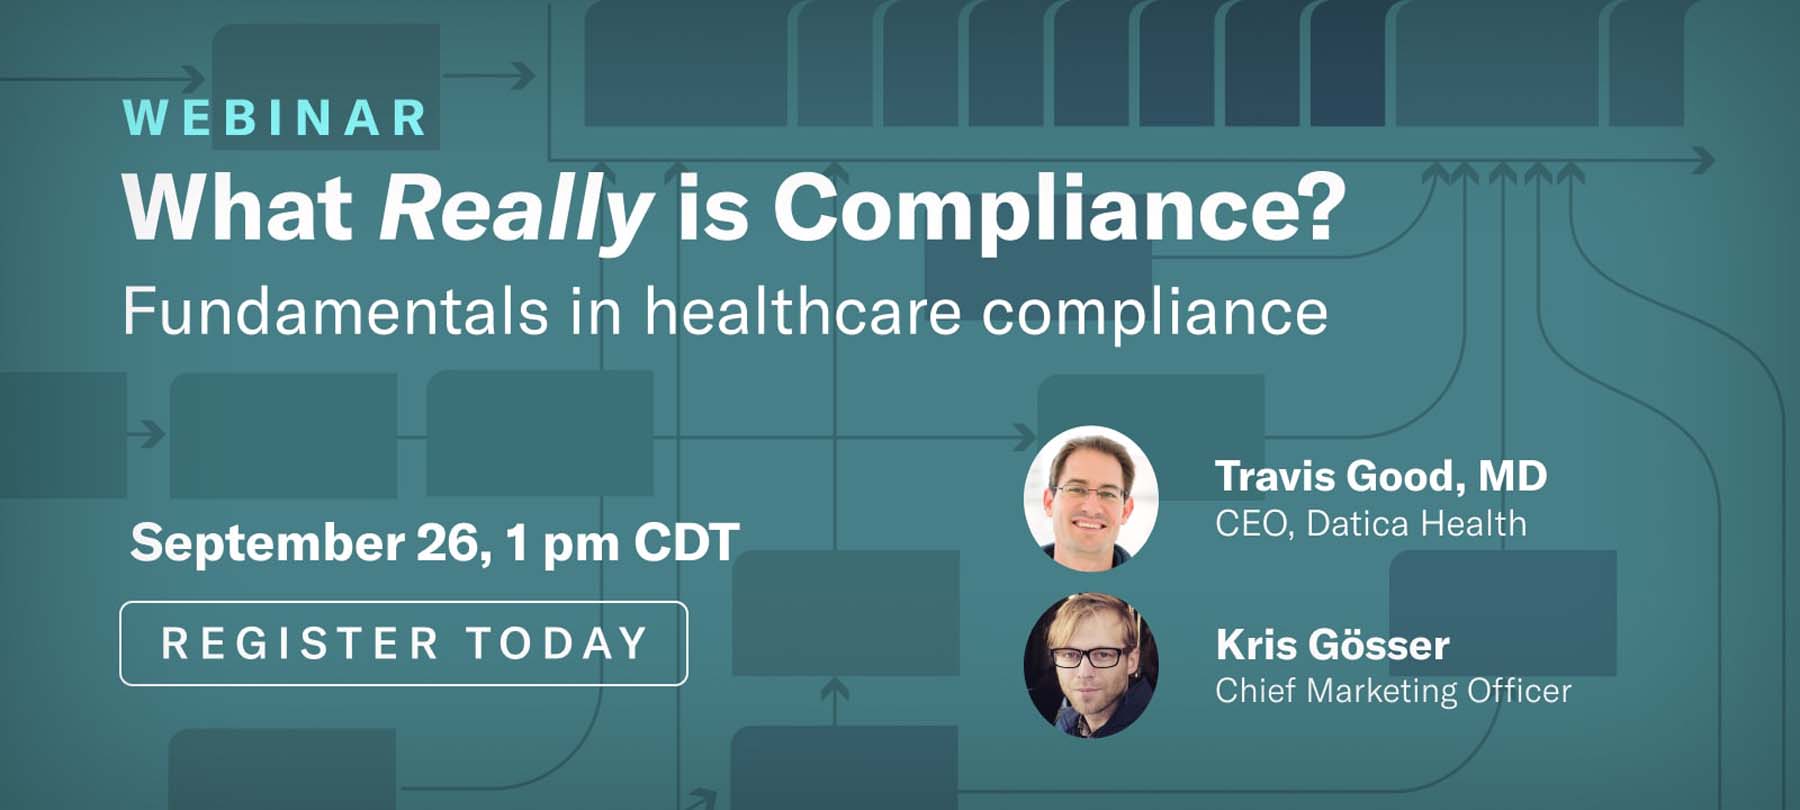 WEBINAR
What Really is Compliance?
Fundamentals in healthcare compliance
September 26, 1 pm CDT
REGISTER TODAY
Travis Good, MD
CEO, Datica Health
Kris Gösser
Chief Marketing Officer